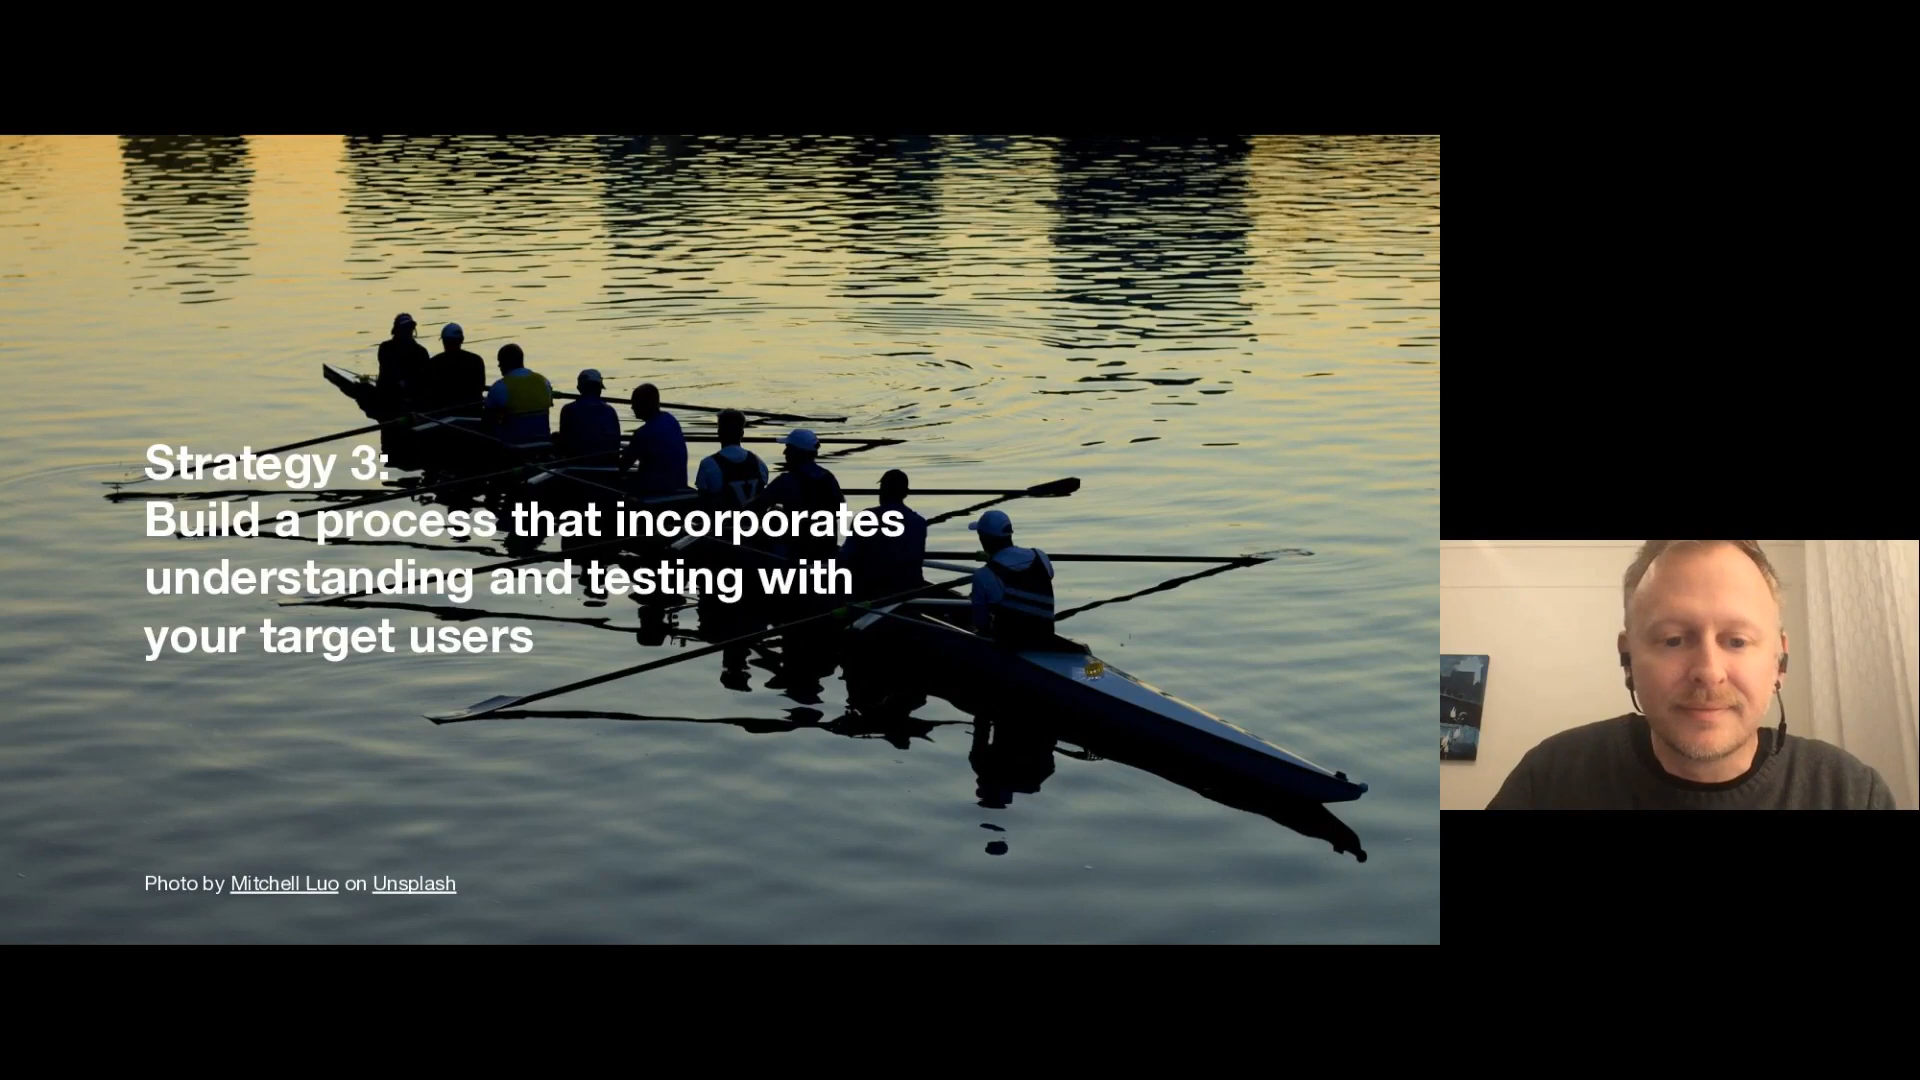 Strategy 3:
Build a process that incorporates
understanding and testing with
your target users
Photo by Mitchell Luo on Unsplash